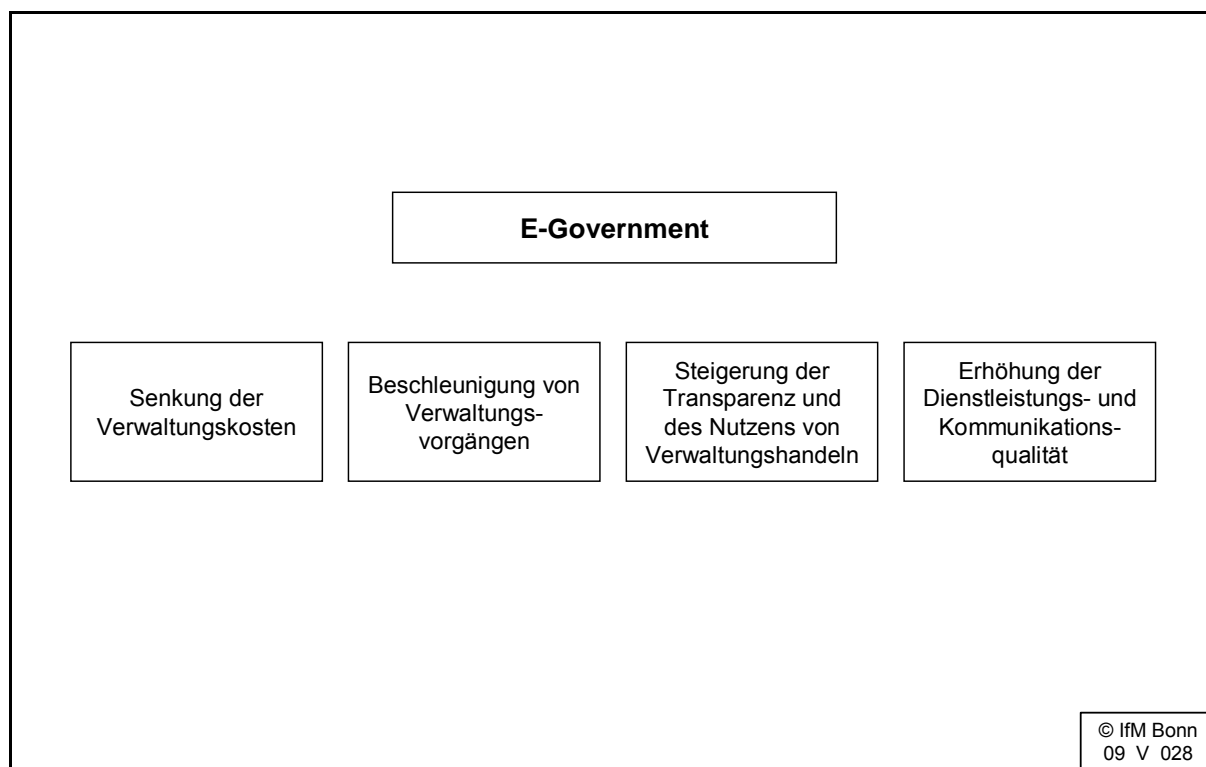 E-Government
Senkung der
Verwaltungskosten
Beschleunigung von
Verwaltungs-
vorgängen
Steigerung der
Transparenz und
des Nutzens von
Verwaltungshandeln
Erhöhung der
Dienstleistungs- und
Kommunikations-
qualität
© IfM Bonn
09 V 028